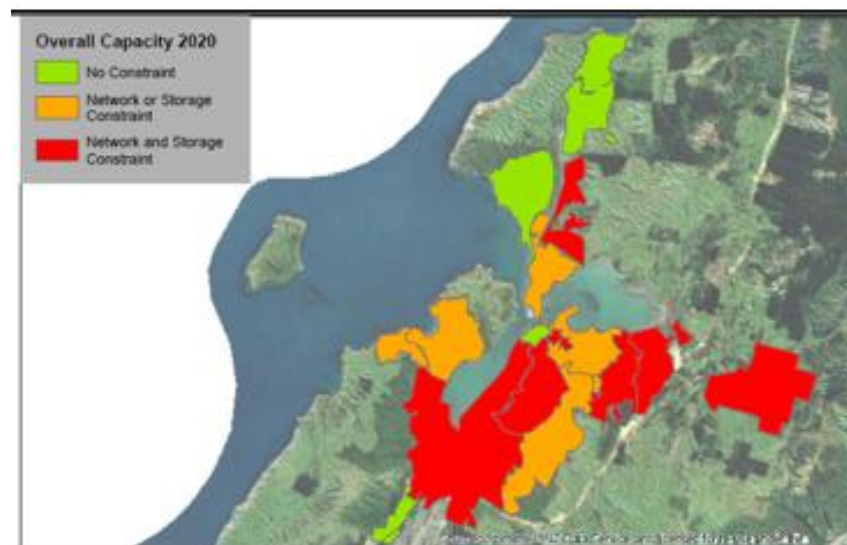 Overall Capacity 2020
No Constraint
Network or Storage
Constraint
Network and Storage
Constraint